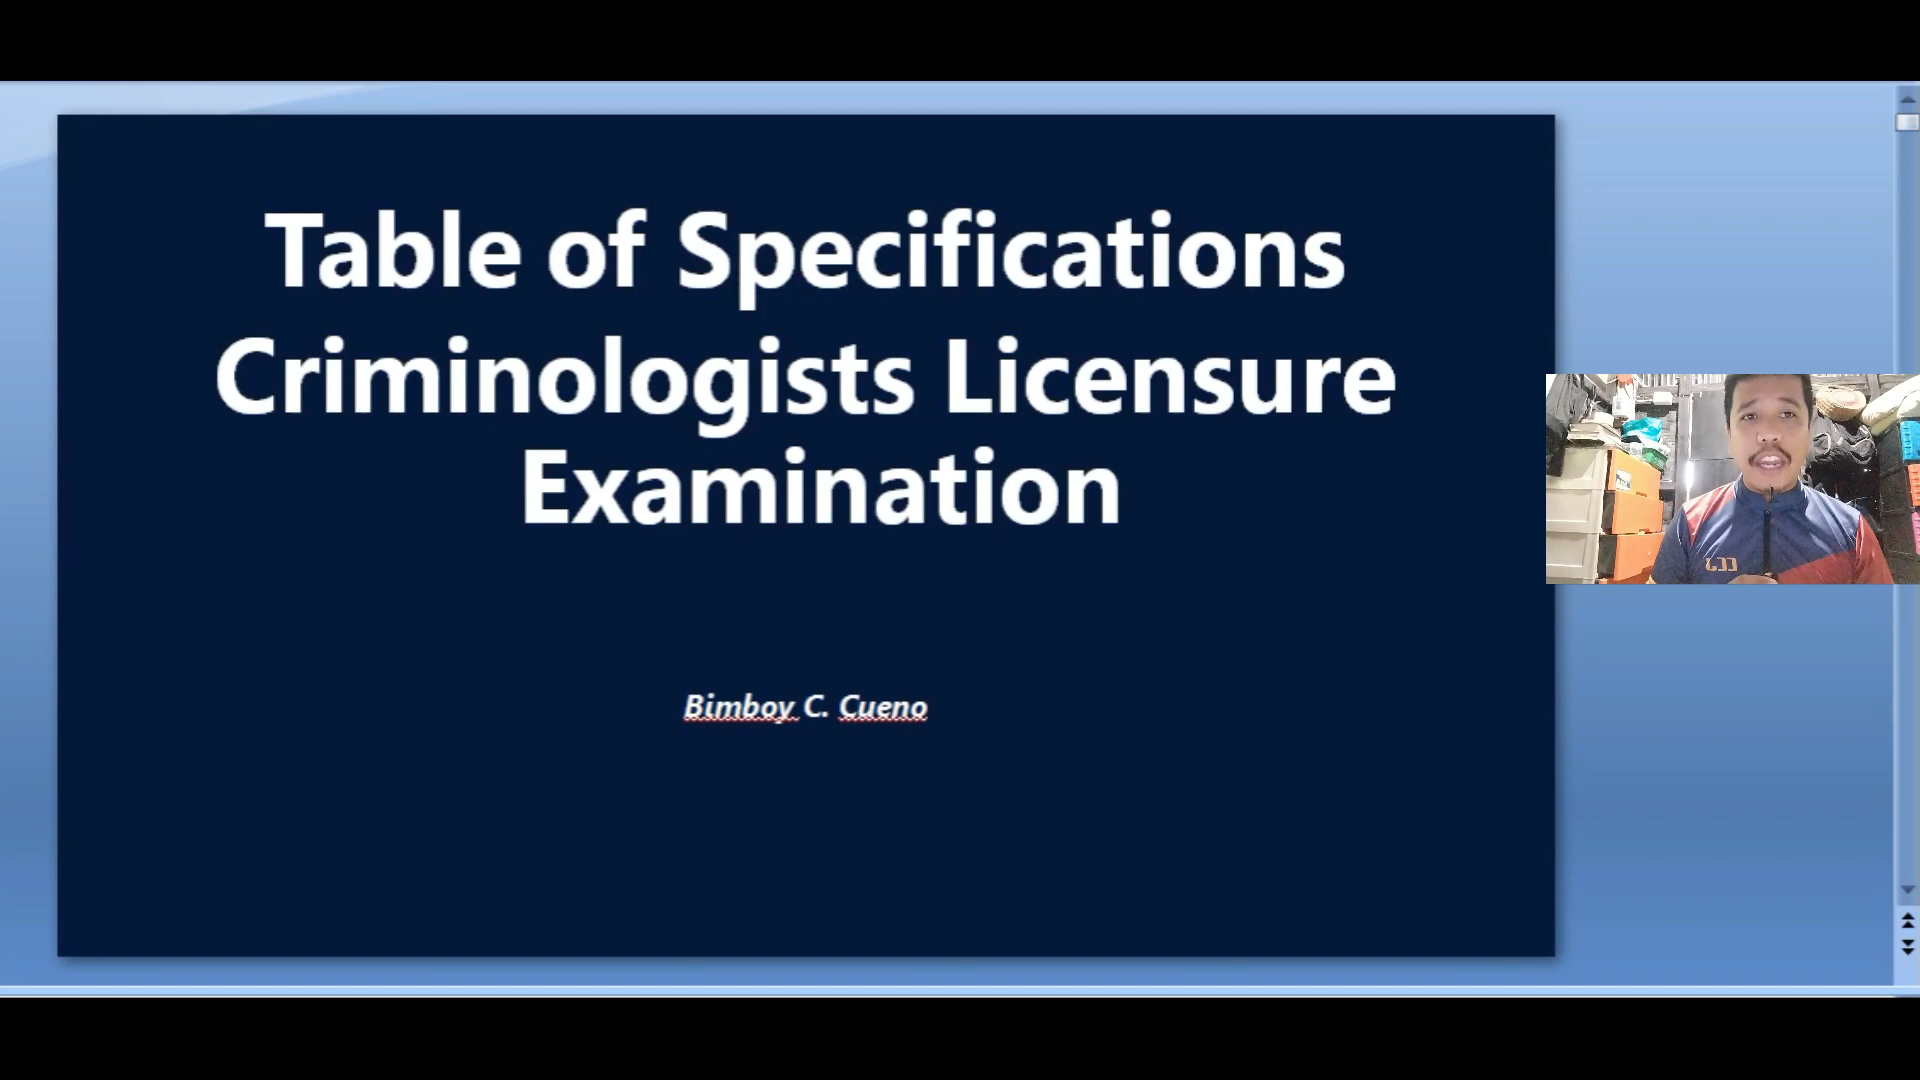 Table of Specifications
Criminologists Licensure
Examination
Bimboy C. Cueno